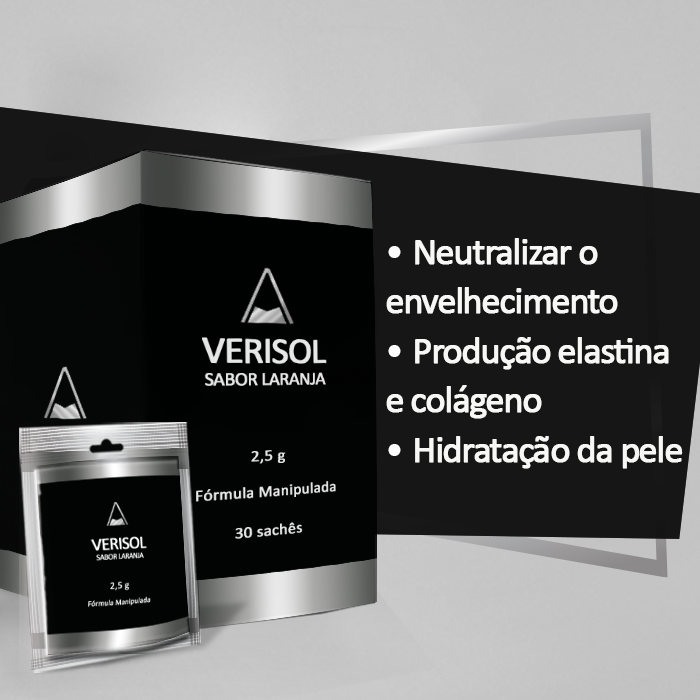 VERISOL
SABOR LARANJA
2,5 g
Fórmula Manipulada
30 sachês
VERISOL
SABOR LARANJA
2,5 g
Fórmula Manipulada
• Neutralizar o
envelhecimento
• Produção elastina
e colágeno
• Hidratação da pele